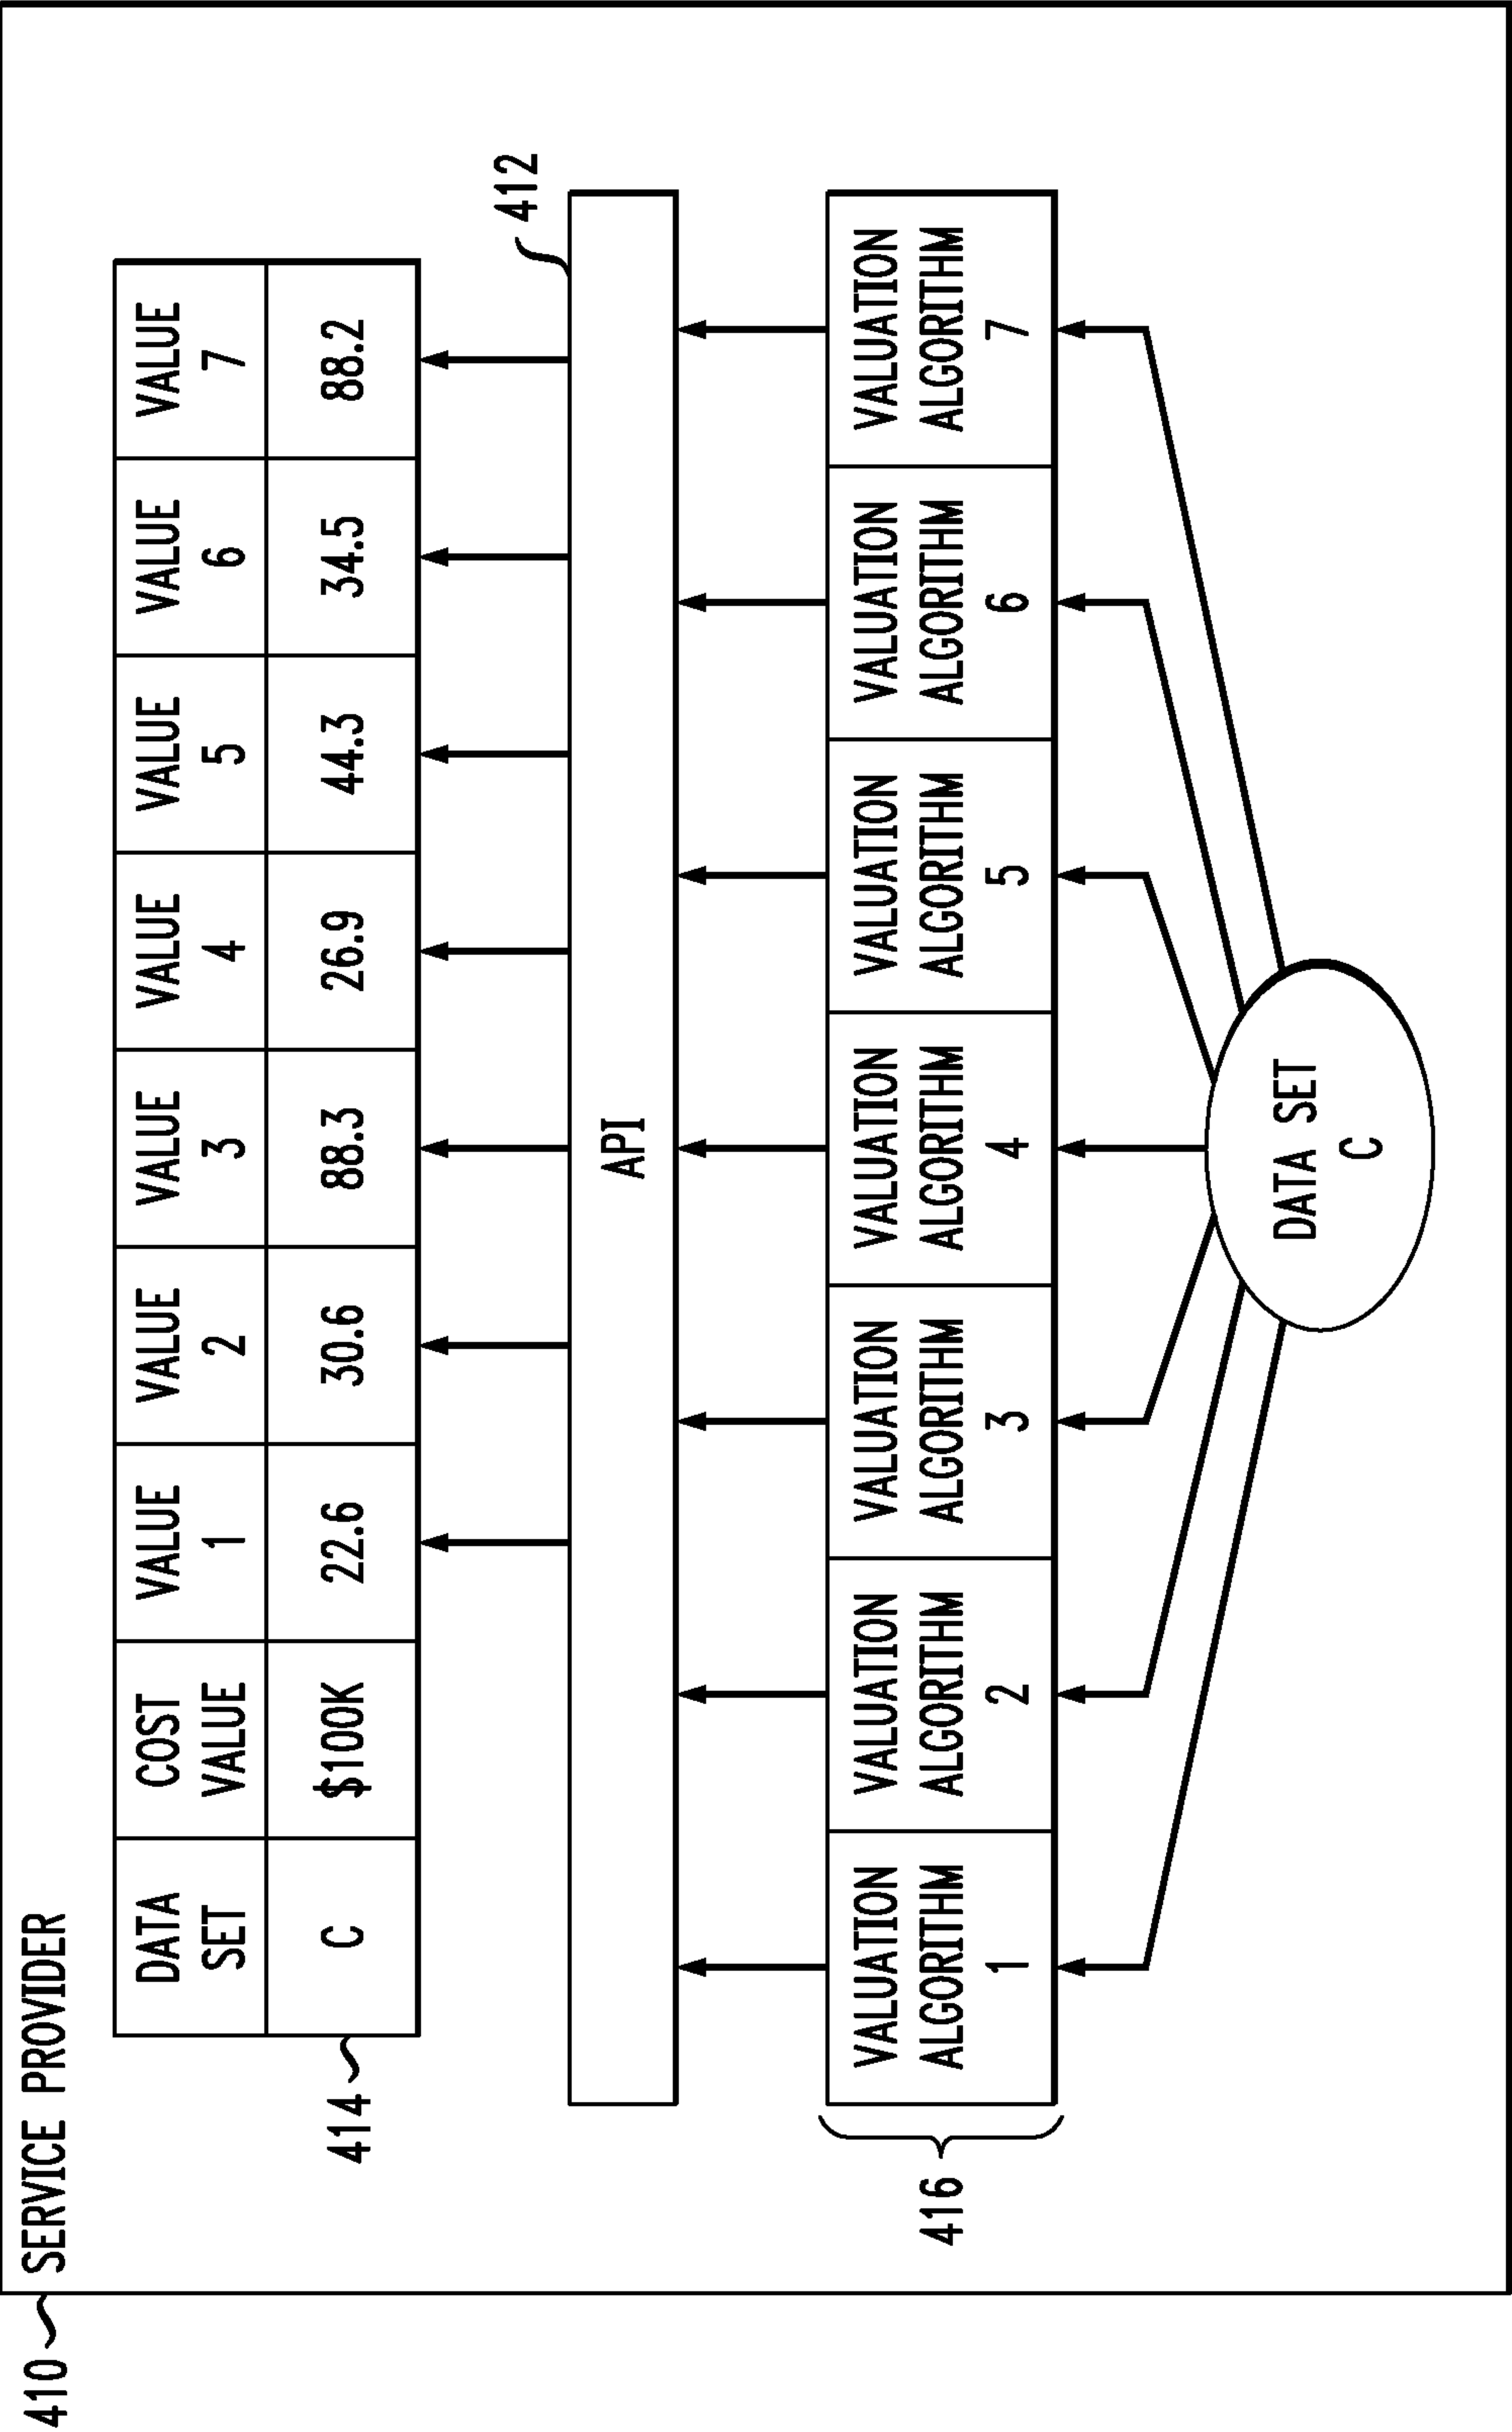 410
SERVICE PROVIDER
DATA
SET
COST
VALUE
VALUE
1
VALUE
2
VALUE
3
VALUE
4
VALUE
5
VALUE
6
VALUE
7
414
C
$100K
22.6
30.6
88.3
26.9
44.3
34.5
88.2
412
API
416
VALUATION
ALGORITHM
1
VALUATION
ALGORITHM
2
VALUATION
ALGORITHM
3
VALUATION
ALGORITHM
4
VALUATION
ALGORITHM
5
VALUATION
ALGORITHM
6
VALUATION
ALGORITHM
7
DATA SET
C